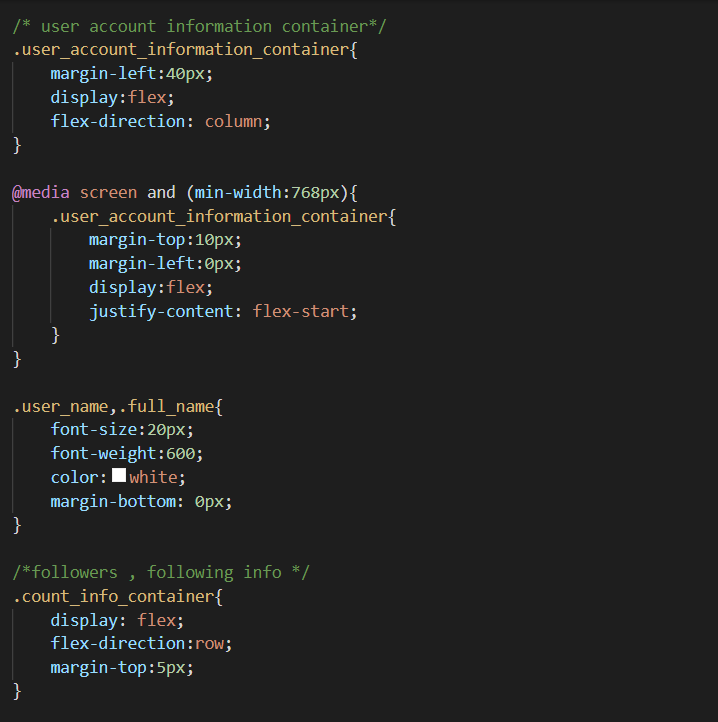 /* user account information container*/
.user_account_information_container{
    margin-left:40px;
    display:flex;
    flex-direction: column;
}
@media screen and (min-width:768px){
    .user_account_information_container{
        margin-top:10px;
        margin-left:0px;
        display:flex;
        justify-content: flex-start;
    }
}
.user_name,.full_name{
    font-size:20px;
    font-weight:600;
    color:white;
    margin-bottom: 0px;
}
/*followers , following info */
.count_info_container{
    display: flex;
    flex-direction:row;
    margin-top:5px;
}